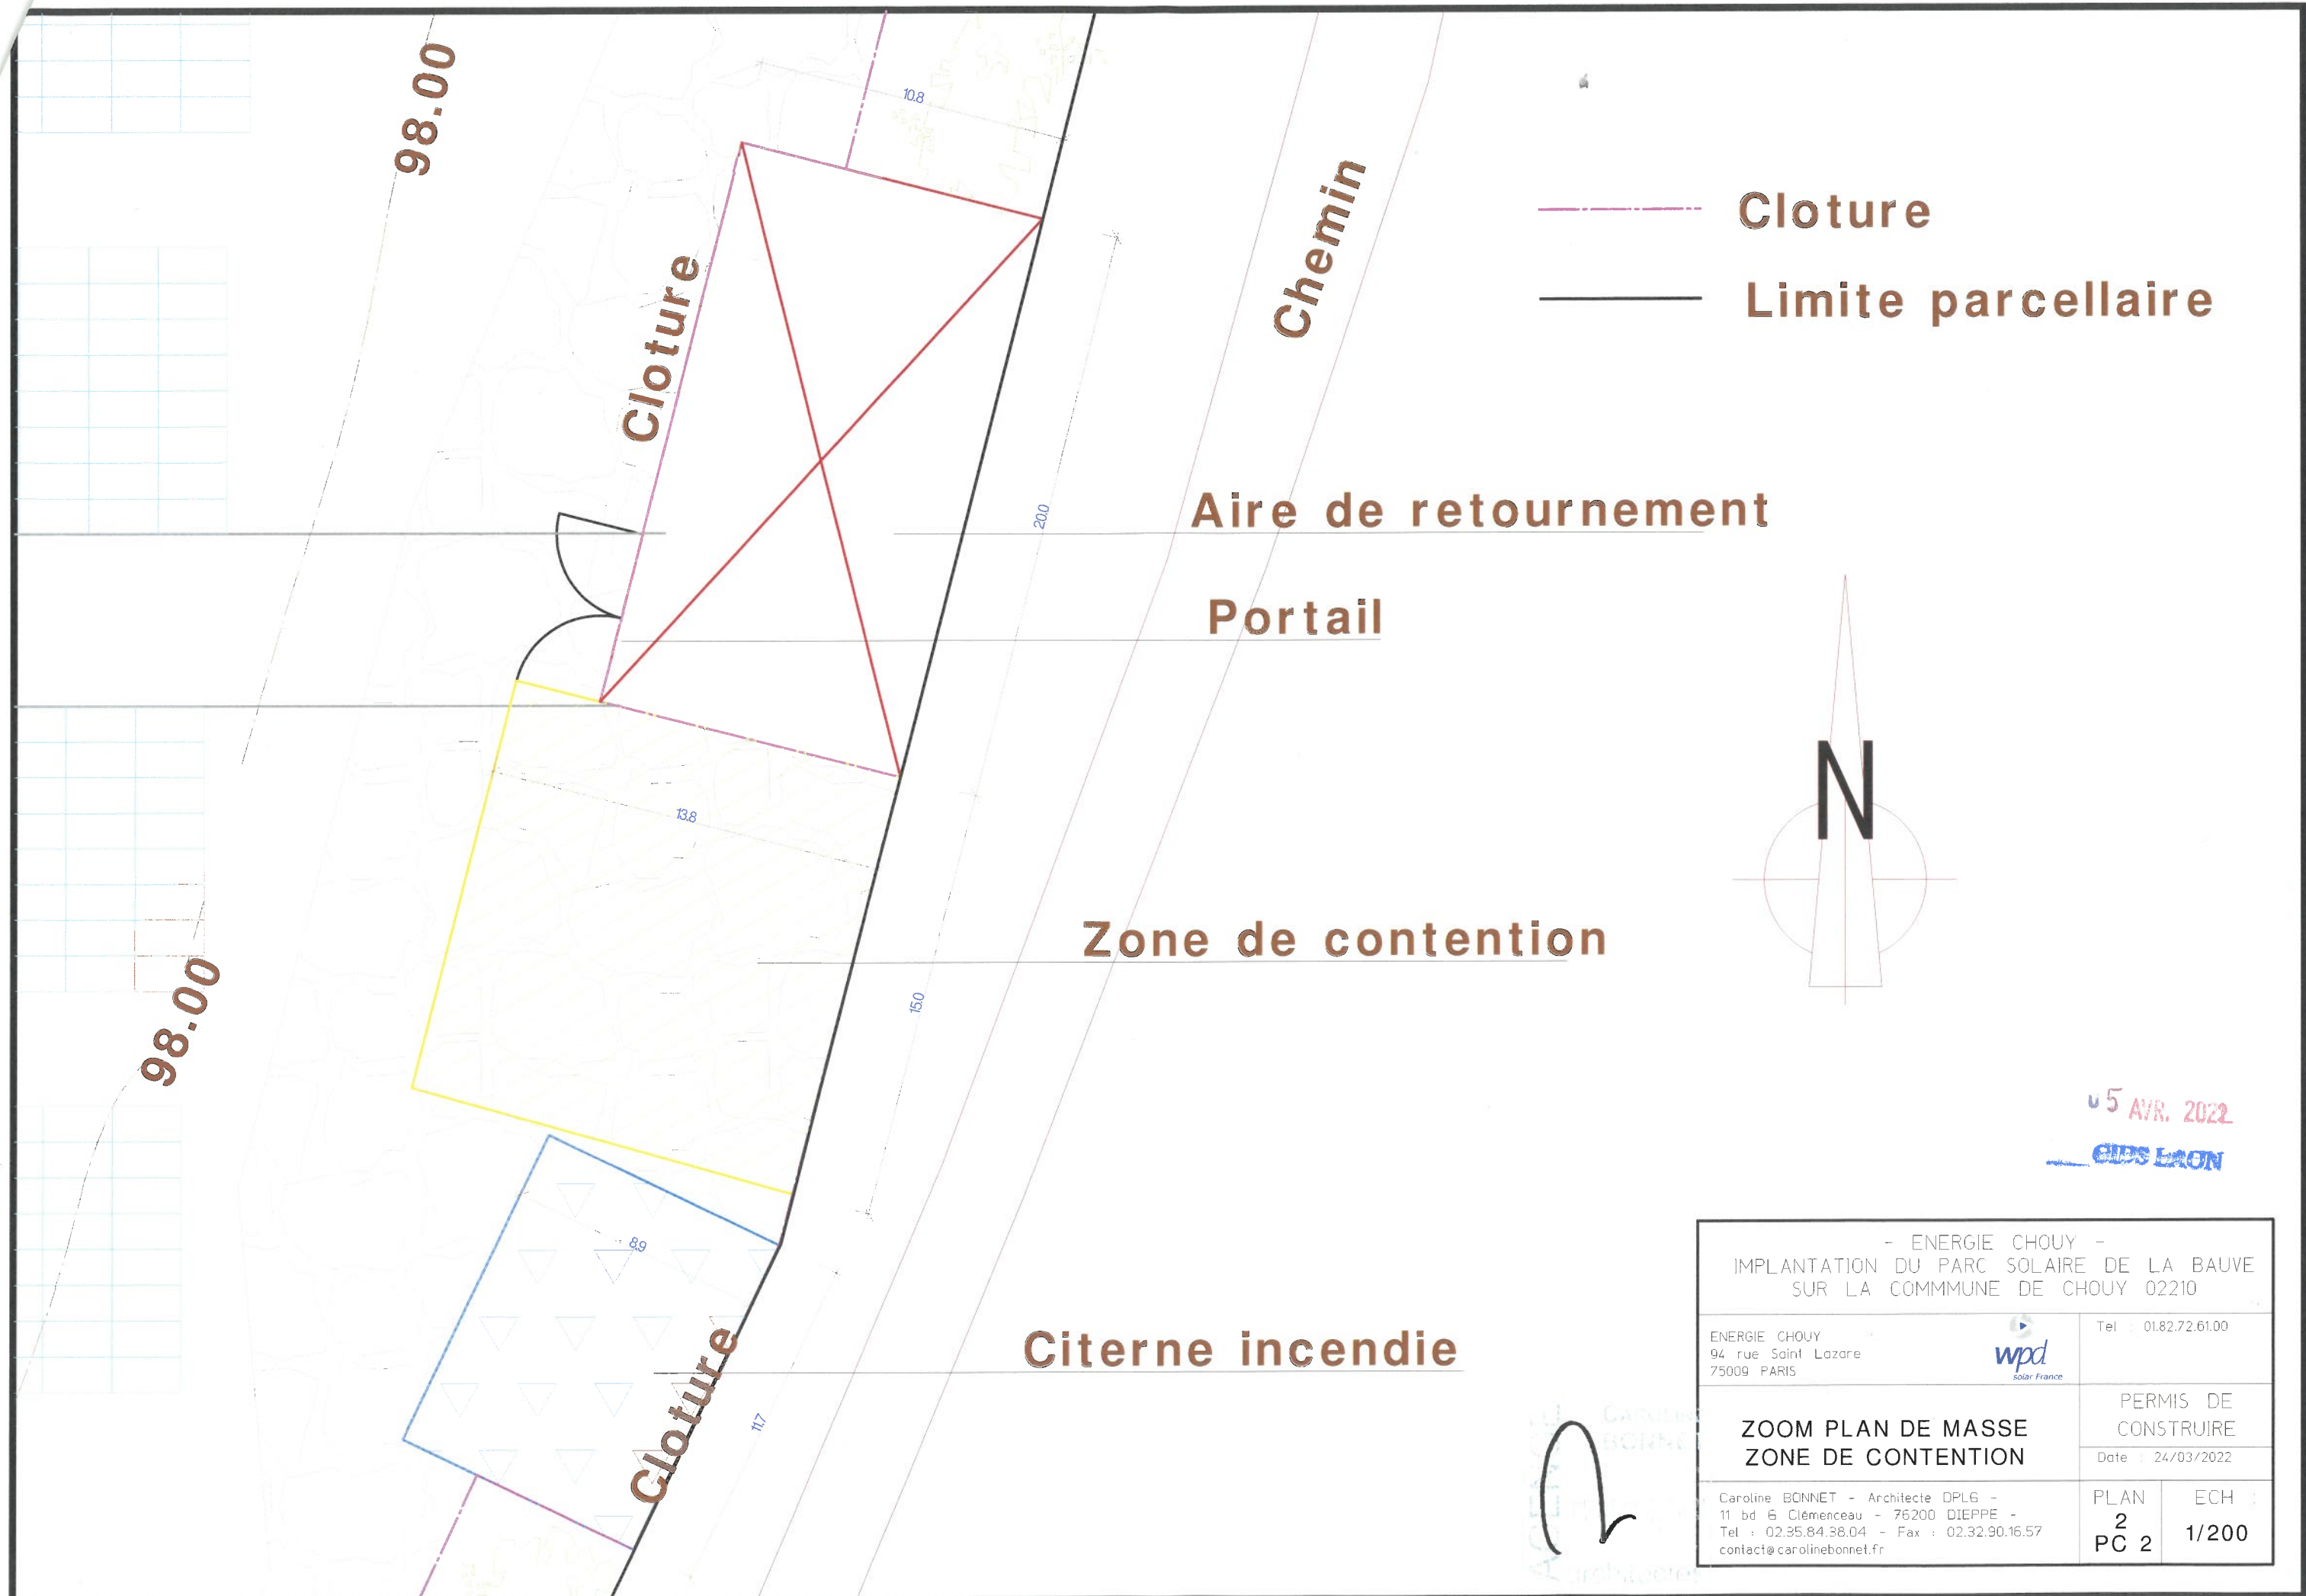 98.00
10.8
Cloture
Chemin
Cloture
Limite parcellaire
20.0
Aire de retournement
Portail
N
13.8
Zone de contention
15.0
98.00
5 AVR. 2022
8.9
Citerne incendie
Cloture
11.7
- ENERGIE CHOUY -
IMPLANTATION DU PARC SOLAIRE DE LA BAUVE
SUR LA COMMMUNE DE CHOUY 02210
ENERGIE CHOUY
94 rue Saint Lazare
75009 PARIS
wpd
solar France
Tel : 01.82.72.61.00
ZOOM PLAN DE MASSE
ZONE DE CONTENTION
PERMIS DE
CONSTRUIRE
Date : 24/03/2022
Caroline BONNET - Architecte DPLG -
11 bd G Clémenceau - 76200 DIEPPE -
Tel : 02.35.84.38.04 - Fax : 02.32.90.16.57
contact@carolinebonnet.fr
PLAN
2
PC 2
ECH :
1/200